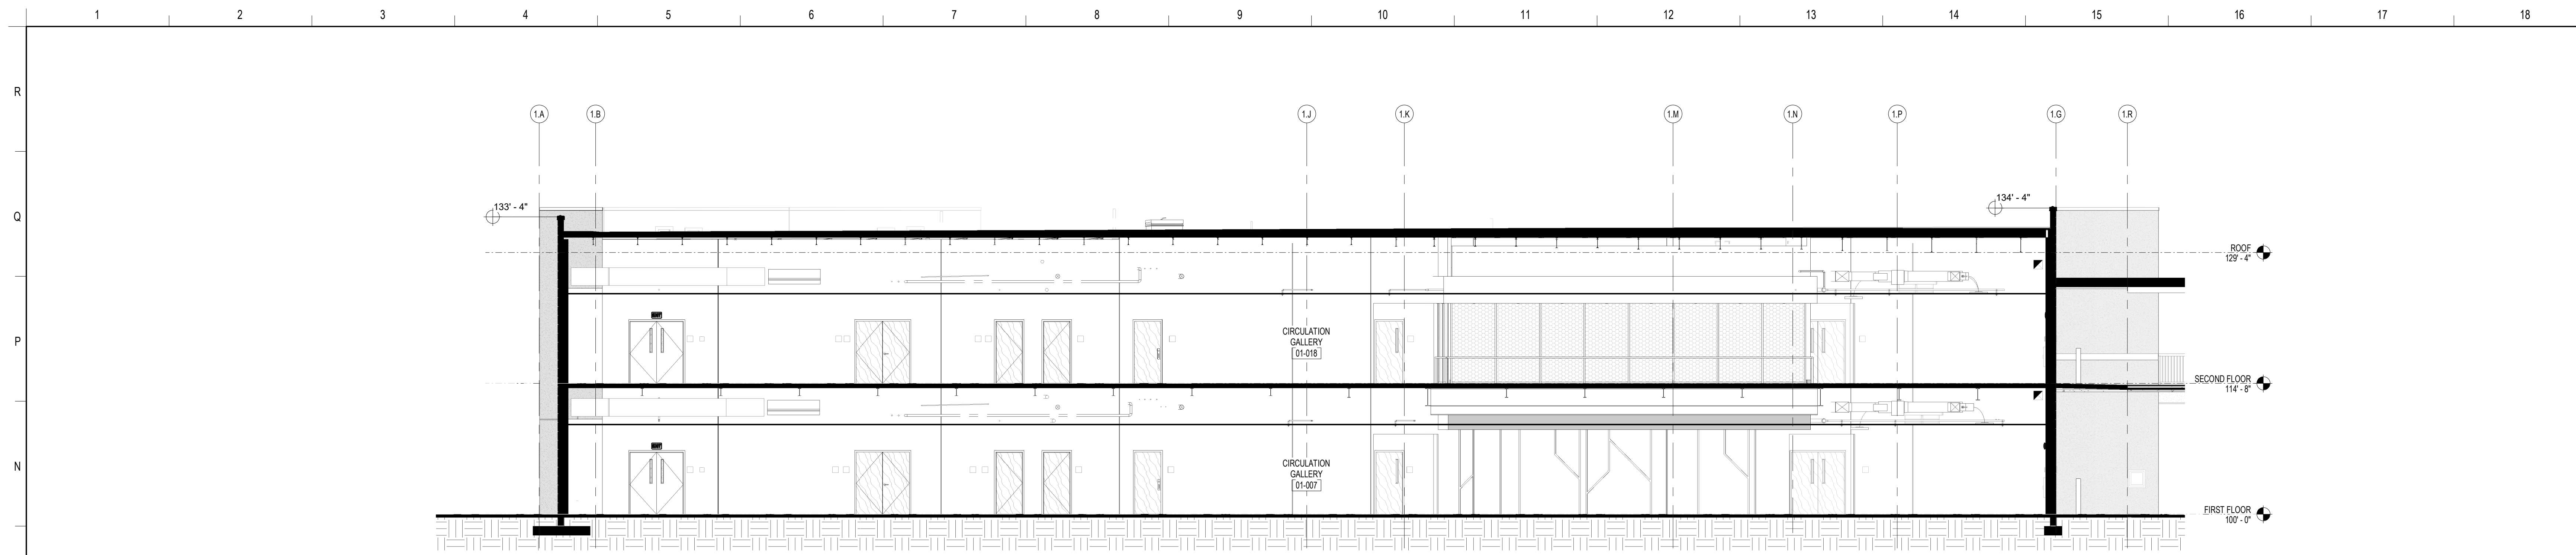 1 2 3 4 5 6 7 8 9 10 11 12 13 14 15 16 17 18
R
1.A 1.B 1.J 1.K 1.M 1.N 1.P 1.G 1.R
Q
133' - 4"
134' - 4"
ROOF
129' - 4"
EXIT
P
CIRCULATION
GALLERY
01-018
SECOND FLOOR
114' - 8"
EXIT
N
CIRCULATION
GALLERY
01-007
FIRST FLOOR
100' - 0"